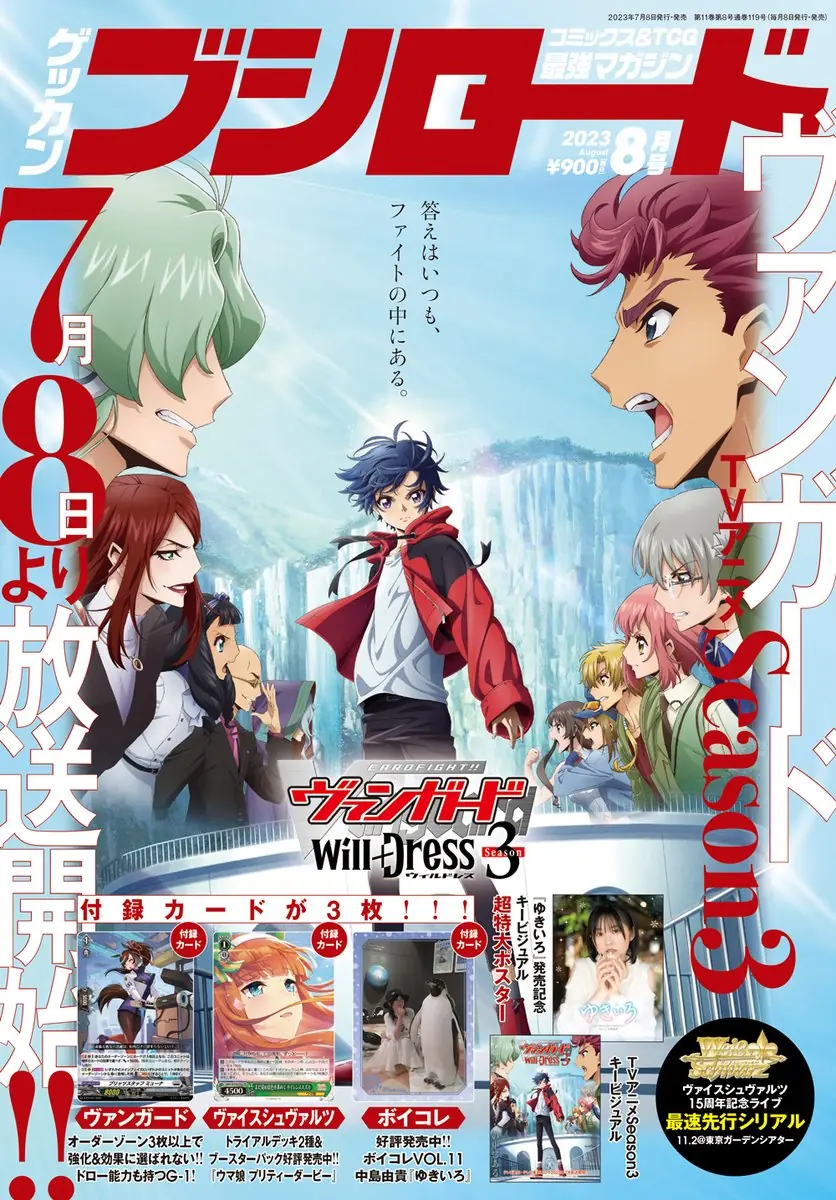 2023年7月8日発行・発売 第11巻第8号通巻119号(毎月8日発行・発売)
ゲッカン
ブシロード
コミックス&TCG
最強マガジン
2023
August
8月号
¥900
ヴァンガード
TVアニメ
Season3
7月8日より放送開始!!
答えはいつも、
ファイトの中にある。
CARDFIGHT!!
ヴァンガード
will+Dress
Season 3
ウィルドレス
付録カードが3枚!!!
付録
カード
付録
カード
付録
カード
ブリッツスタッフ ミューナ
8000
4500
ヴァンガード
オーダーゾーン3枚以上で
強化&効果に選ばれない!!
ドロー能力も持つG-1!
ヴァイスシュヴァルツ
トライアルデッキ2種&
ブースターパック好評発売中!!
『ウマ娘 プリティーダービー』
ボイコレ
好評発売中!!
ボイコレVOL.11
中島由貴『ゆきいろ』
『ゆきいろ』発売記念
キービジュアル
超特大ポスター
ゆきいろ
TVアニメSeason3
キービジュアル
will+Dress
ヴァイスシュヴァルツ
15周年記念ライブ
最速先行シリアル
11.2@東京ガーデンシアター